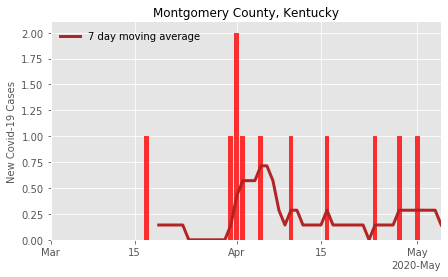 Montgomery County, Kentucky
7 day moving average
New Covid-19 Cases
2.00
1.75
1.50
1.25
1.00
0.75
0.50
0.25
0.00
Mar
15
Apr
15
May
2020-May